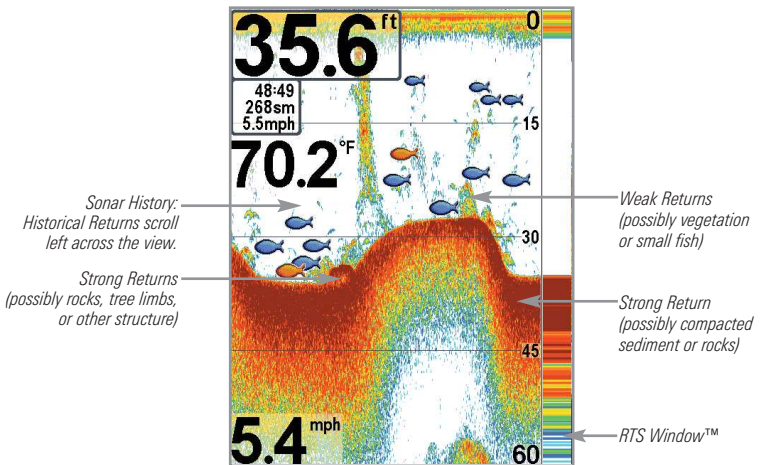 35.6 ft
48:49
268sm
5.5mph
70.2°F
0
15
30
45
60
5.4 mph
Sonar History:
Historical Returns scroll
left across the view.
Strong Returns
(possibly rocks, tree limbs,
or other structure)
Weak Returns
(possibly vegetation
or small fish)
Strong Return
(possibly compacted
sediment or rocks)
RTS Window™